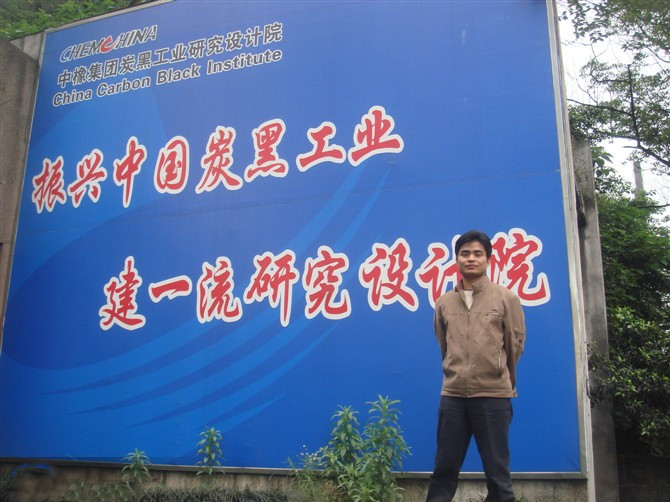 CHEMCHINA
中橡集团炭黑工业研究设计院
China Carbon Black Institute
振兴中国炭黑工业
建一流研究设计院